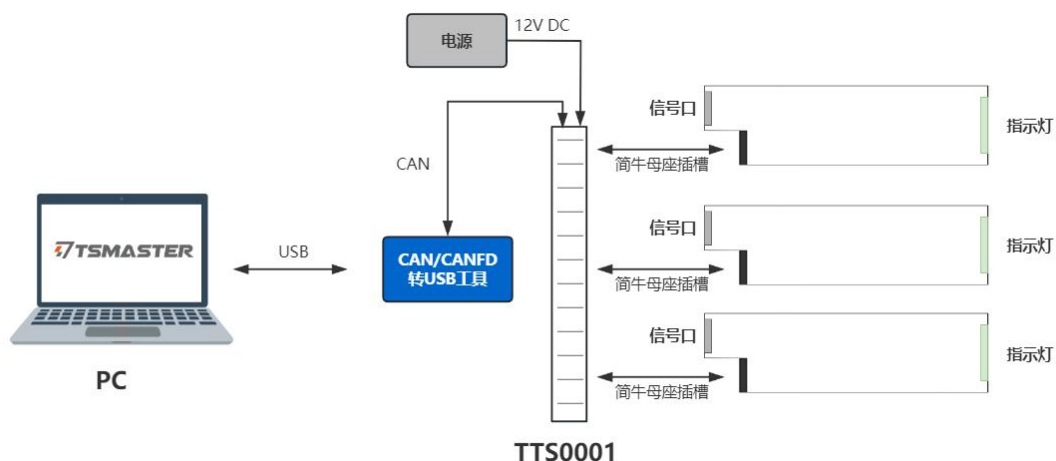 电源
12V DC
信号口
指示灯
CAN
简牛母座插槽
TSMASTER
USB
CAN/CANFD
转USB工具
信号口
指示灯
简牛母座插槽
信号口
指示灯
简牛母座插槽
PC
TTS0001